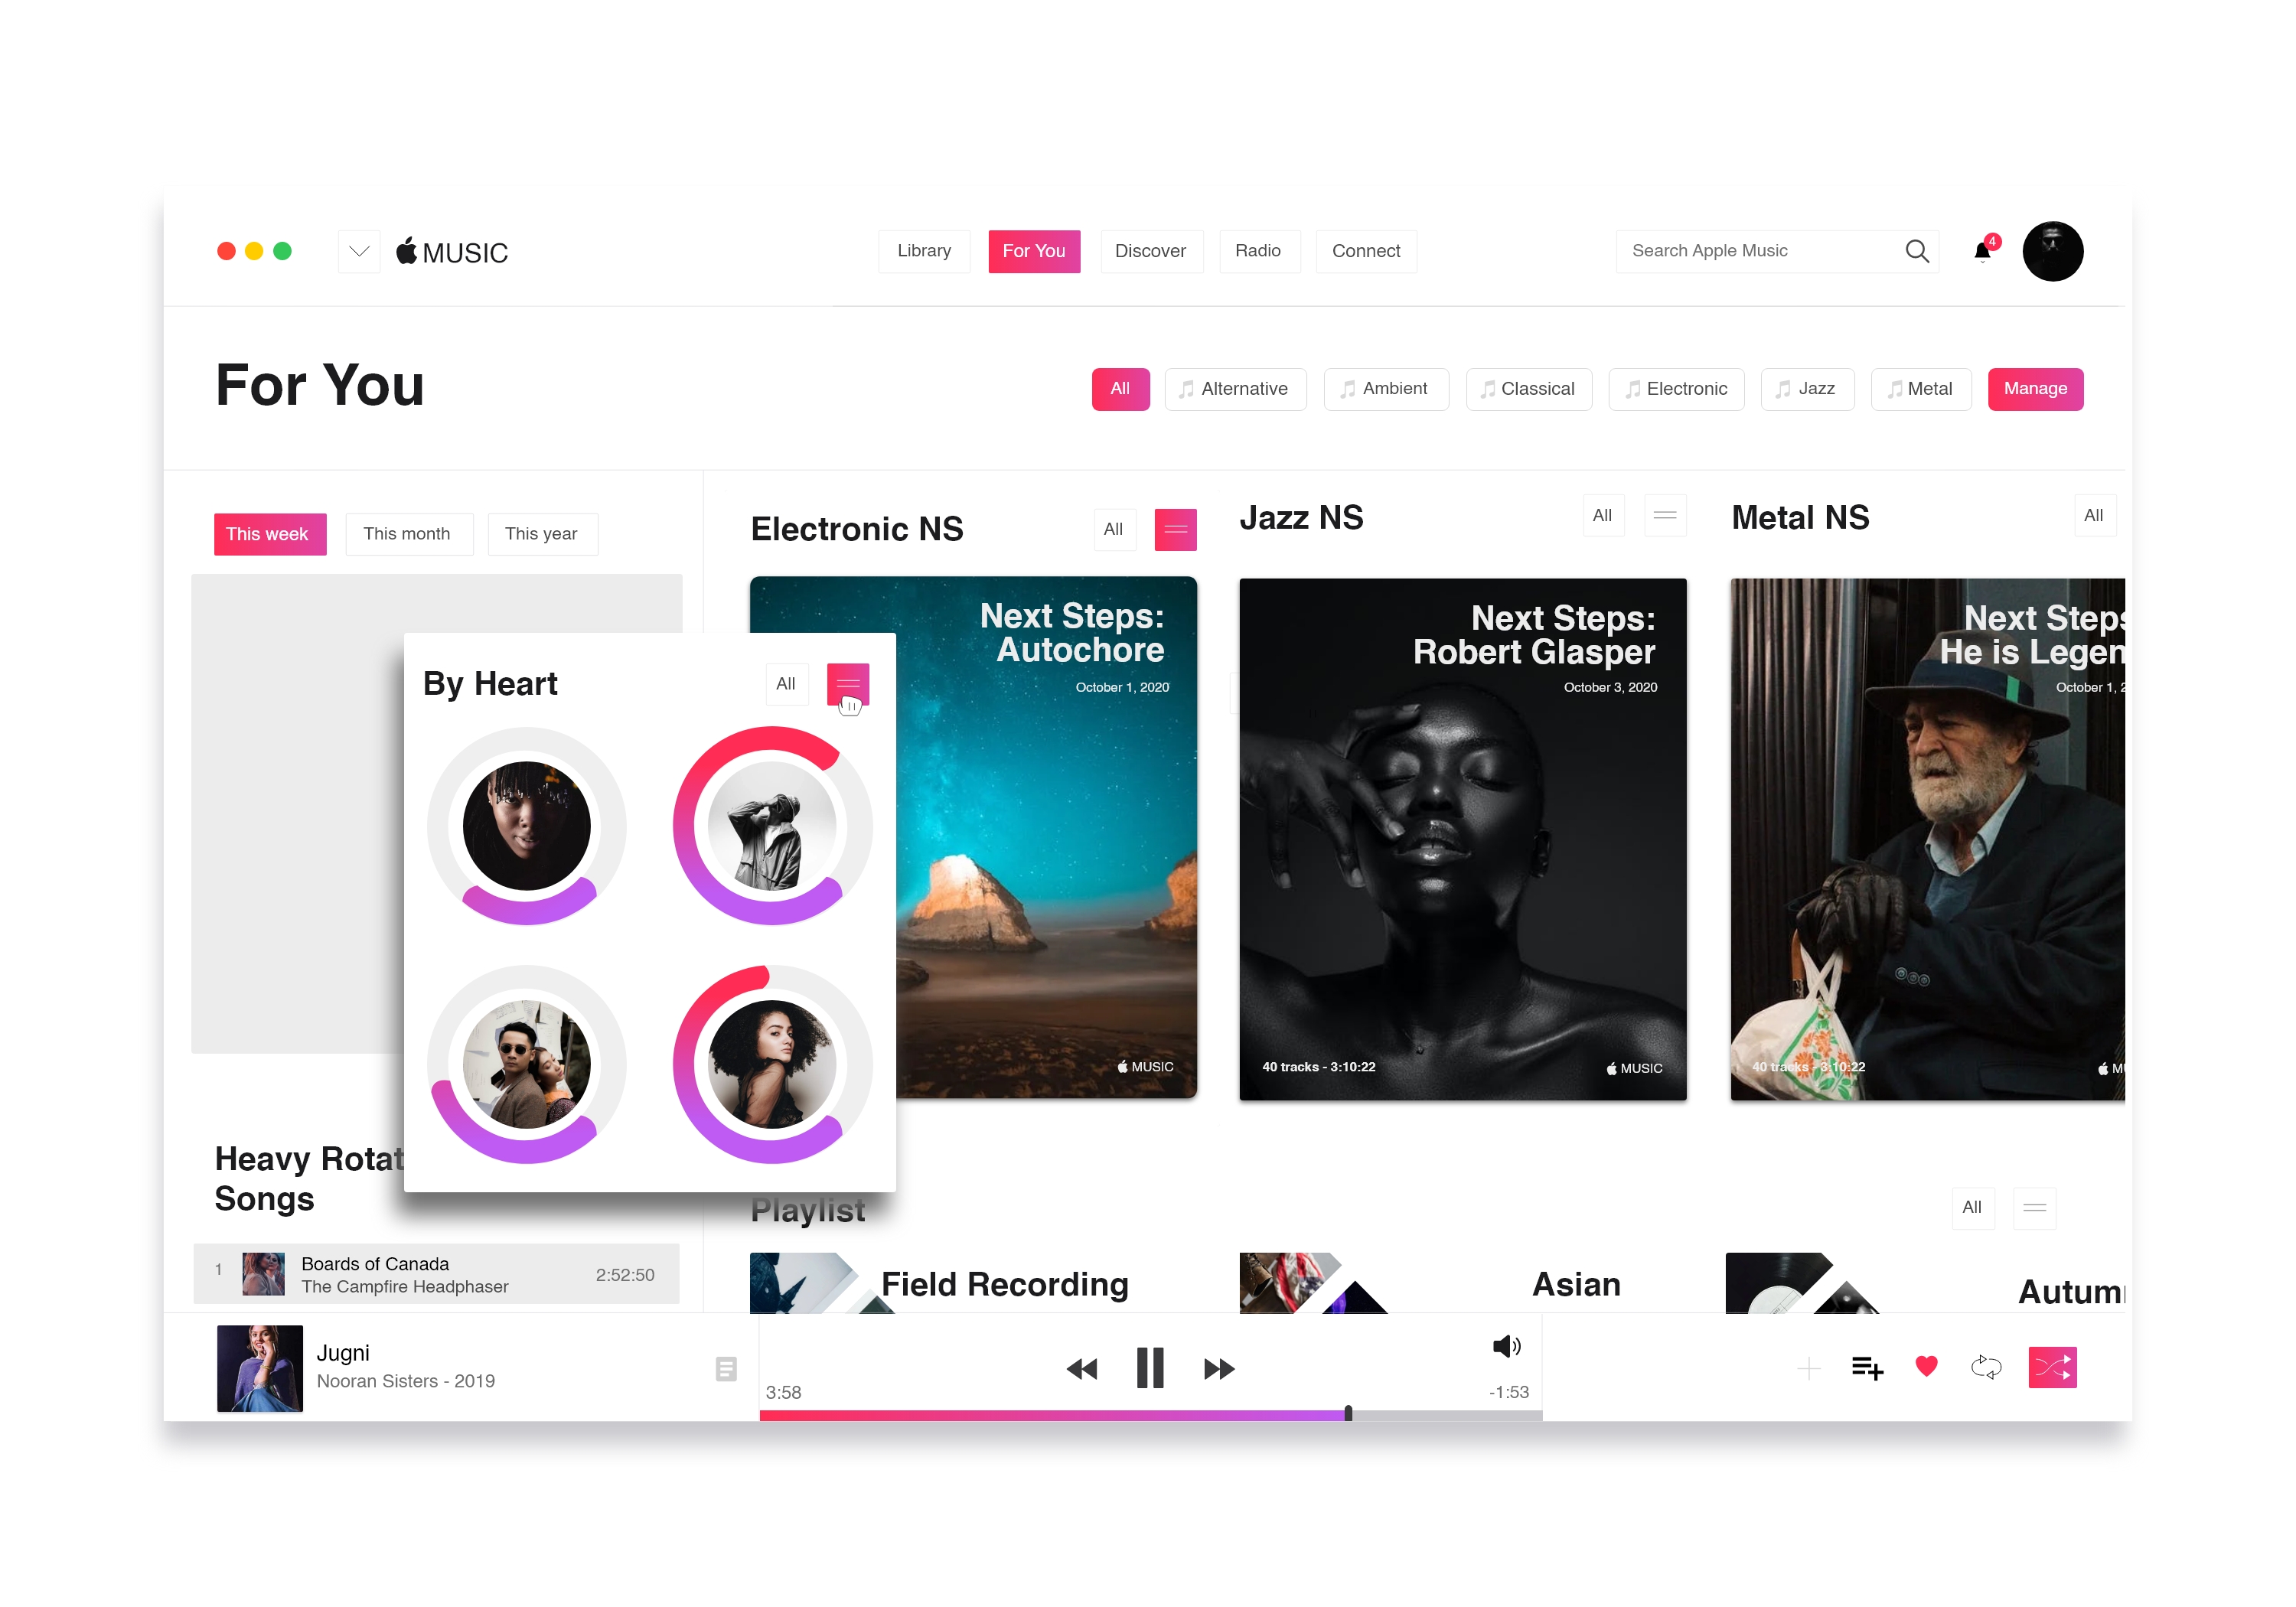 MUSIC
Library
For You
Discover
Radio
Connect
Search Apple Music
4
For You
All
Alternative
Ambient
Classical
Electronic
Jazz
Metal
Manage
This week
This month
This year
Electronic NS
All
Jazz NS
All
Metal NS
All
By Heart
All
Next Steps:
Autochore
October 1, 2020
MUSIC
Next Steps:
Robert Glasper
October 3, 2020
40 tracks - 3:10:22
MUSIC
Next Steps
He is Legen
October 1, 2
40 tracks - 3:10:22
MU
Heavy Rotat
Songs
1
Boards of Canada
The Campfire Headphaser
2:52:50
Playlist
All
Field Recording
Asian
Autum
Jugni
Nooran Sisters - 2019
3:58
-1:53